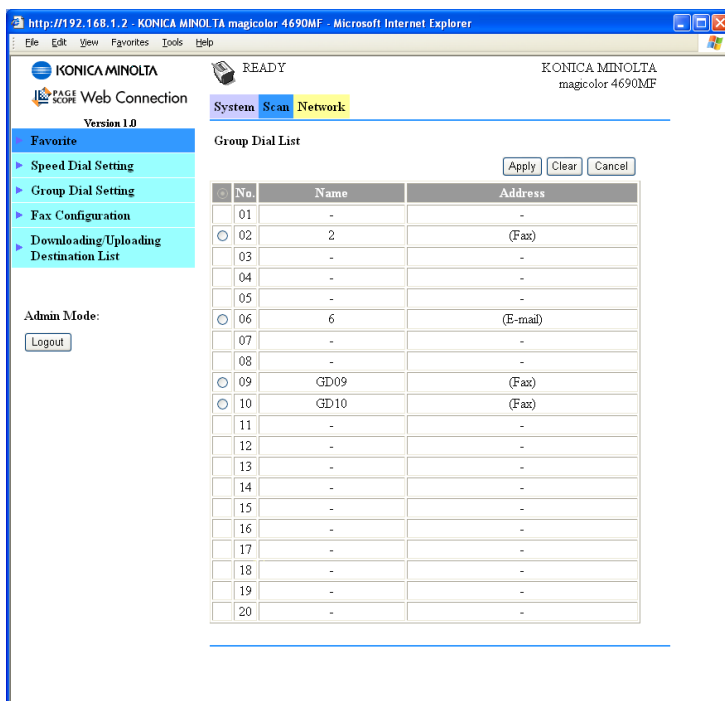 http://192.168.1.2 - KONICA MINOLTA magicolor 4690MF - Microsoft Internet Explorer
File Edit View Favorites Tools Help
KONICA MINOLTA
PAGE SCOPE Web Connection
Version 1.0
READY
KONICA MINOLTA
magicolor 4690MF
System Scan Network
Favorite
Speed Dial Setting
Group Dial Setting
Fax Configuration
Downloading/Uploading
Destination List
Admin Mode:
Logout
Group Dial List
Apply Clear Cancel
No. Name Address
01 - -
02 2 (Fax)
03 - -
04 - -
05 - -
06 6 (E-mail)
07 - -
08 - -
09 GD09 (Fax)
10 GD10 (Fax)
11 - -
12 - -
13 - -
14 - -
15 - -
16 - -
17 - -
18 - -
19 - -
20 - -